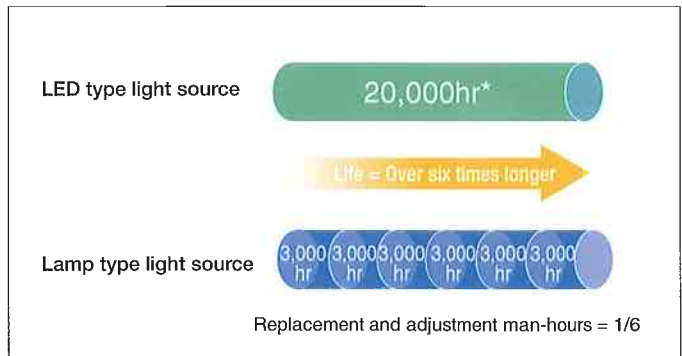 LED type light source
20,000hr*
Life = Over six times longer
Lamp type light source
3,000 hr
3,000 hr
3,000 hr
3,000 hr
3,000 hr
3,000 hr
Replacement and adjustment man-hours = 1/6